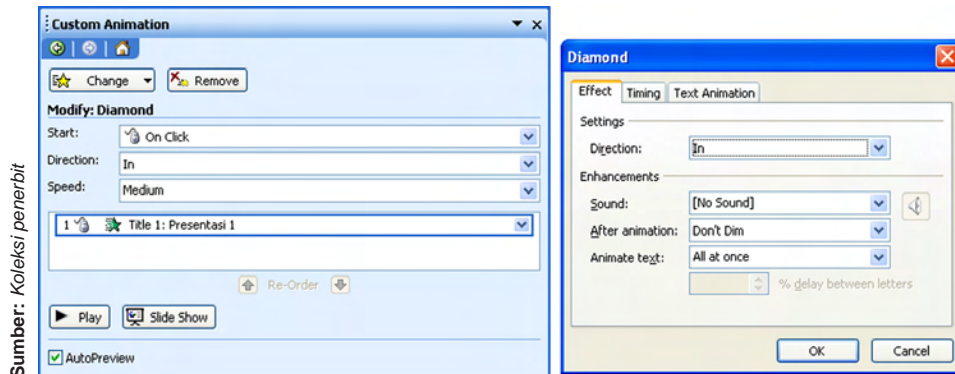 Sumber: Koleksi penerbit
Custom Animation
Change
Remove
Modify: Diamond
Start: On Click
Direction: In
Speed: Medium
1 Title 1: Presentasi 1
Re-Order
Play
Slide Show
AutoPreview
Diamond
Effect Timing Text Animation
Settings
Direction: In
Enhancements
Sound: [No Sound]
After animation: Don't Dim
Animate text: All at once
% delay between letters
OK Cancel